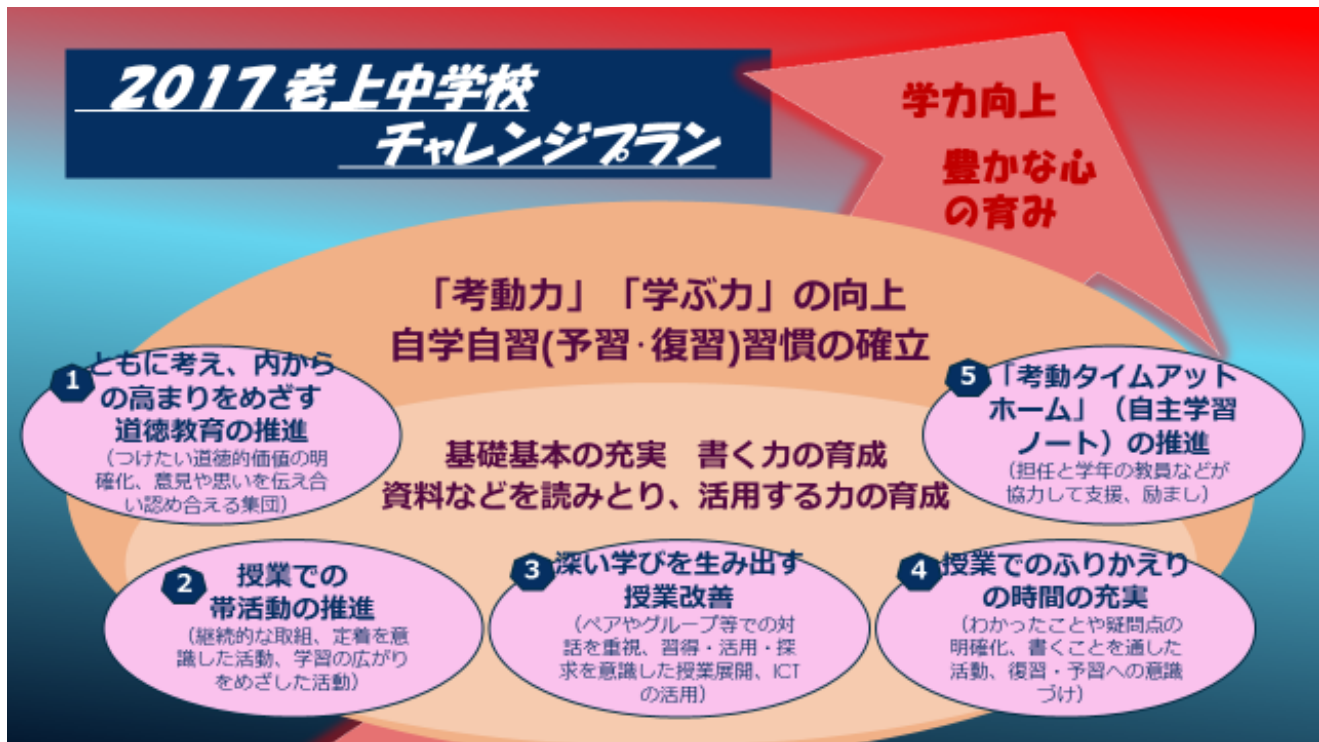 2017老上中学校
チャレンジプラン
学力向上
豊かな心
の育み
「考動力」「学ぶ力」の向上
自学自習(予習・復習)習慣の確立
基礎基本の充実　書く力の育成
資料などを読みとり、活用する力の育成
1
ともに考え、内から
の高まりをめざす
道徳教育の推進
（つけたい道徳的価値の明
確化、意見や思いを伝え合
い認め合える集団）
2
授業での
帯活動の推進
（継続的な取組、定着を意
識した活動、学習の広がり
をめざした活動）
3
深い学びを生み出す
授業改善
（ペアやグループ等での対
話を重視、習得・活用・探
求を意識した授業展開、ICT
の活用）
4
授業でのふりかえり
の時間の充実
（わかったことや疑問点の
明確化、書くことを通した
活動、復習・予習への意識
づけ）
5
「考動タイムアット
ホーム」（自主学習
ノート）の推進
（担任と学年の教員などが
協力して支援、励まし）